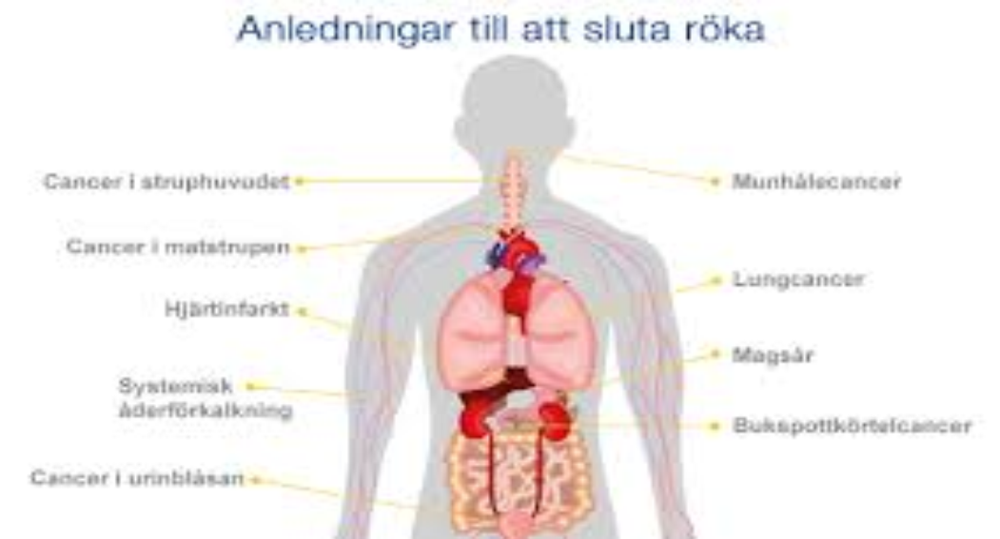 Anledningar till att sluta röka
Cancer i struphuvudet
Cancer i matstrupen
Hjärtinfarkt
Systemisk
åderförkalkning
Cancer i urinblåsan
Munhålecancer
Lungcancer
Magsår
Bukspottkörtelcancer